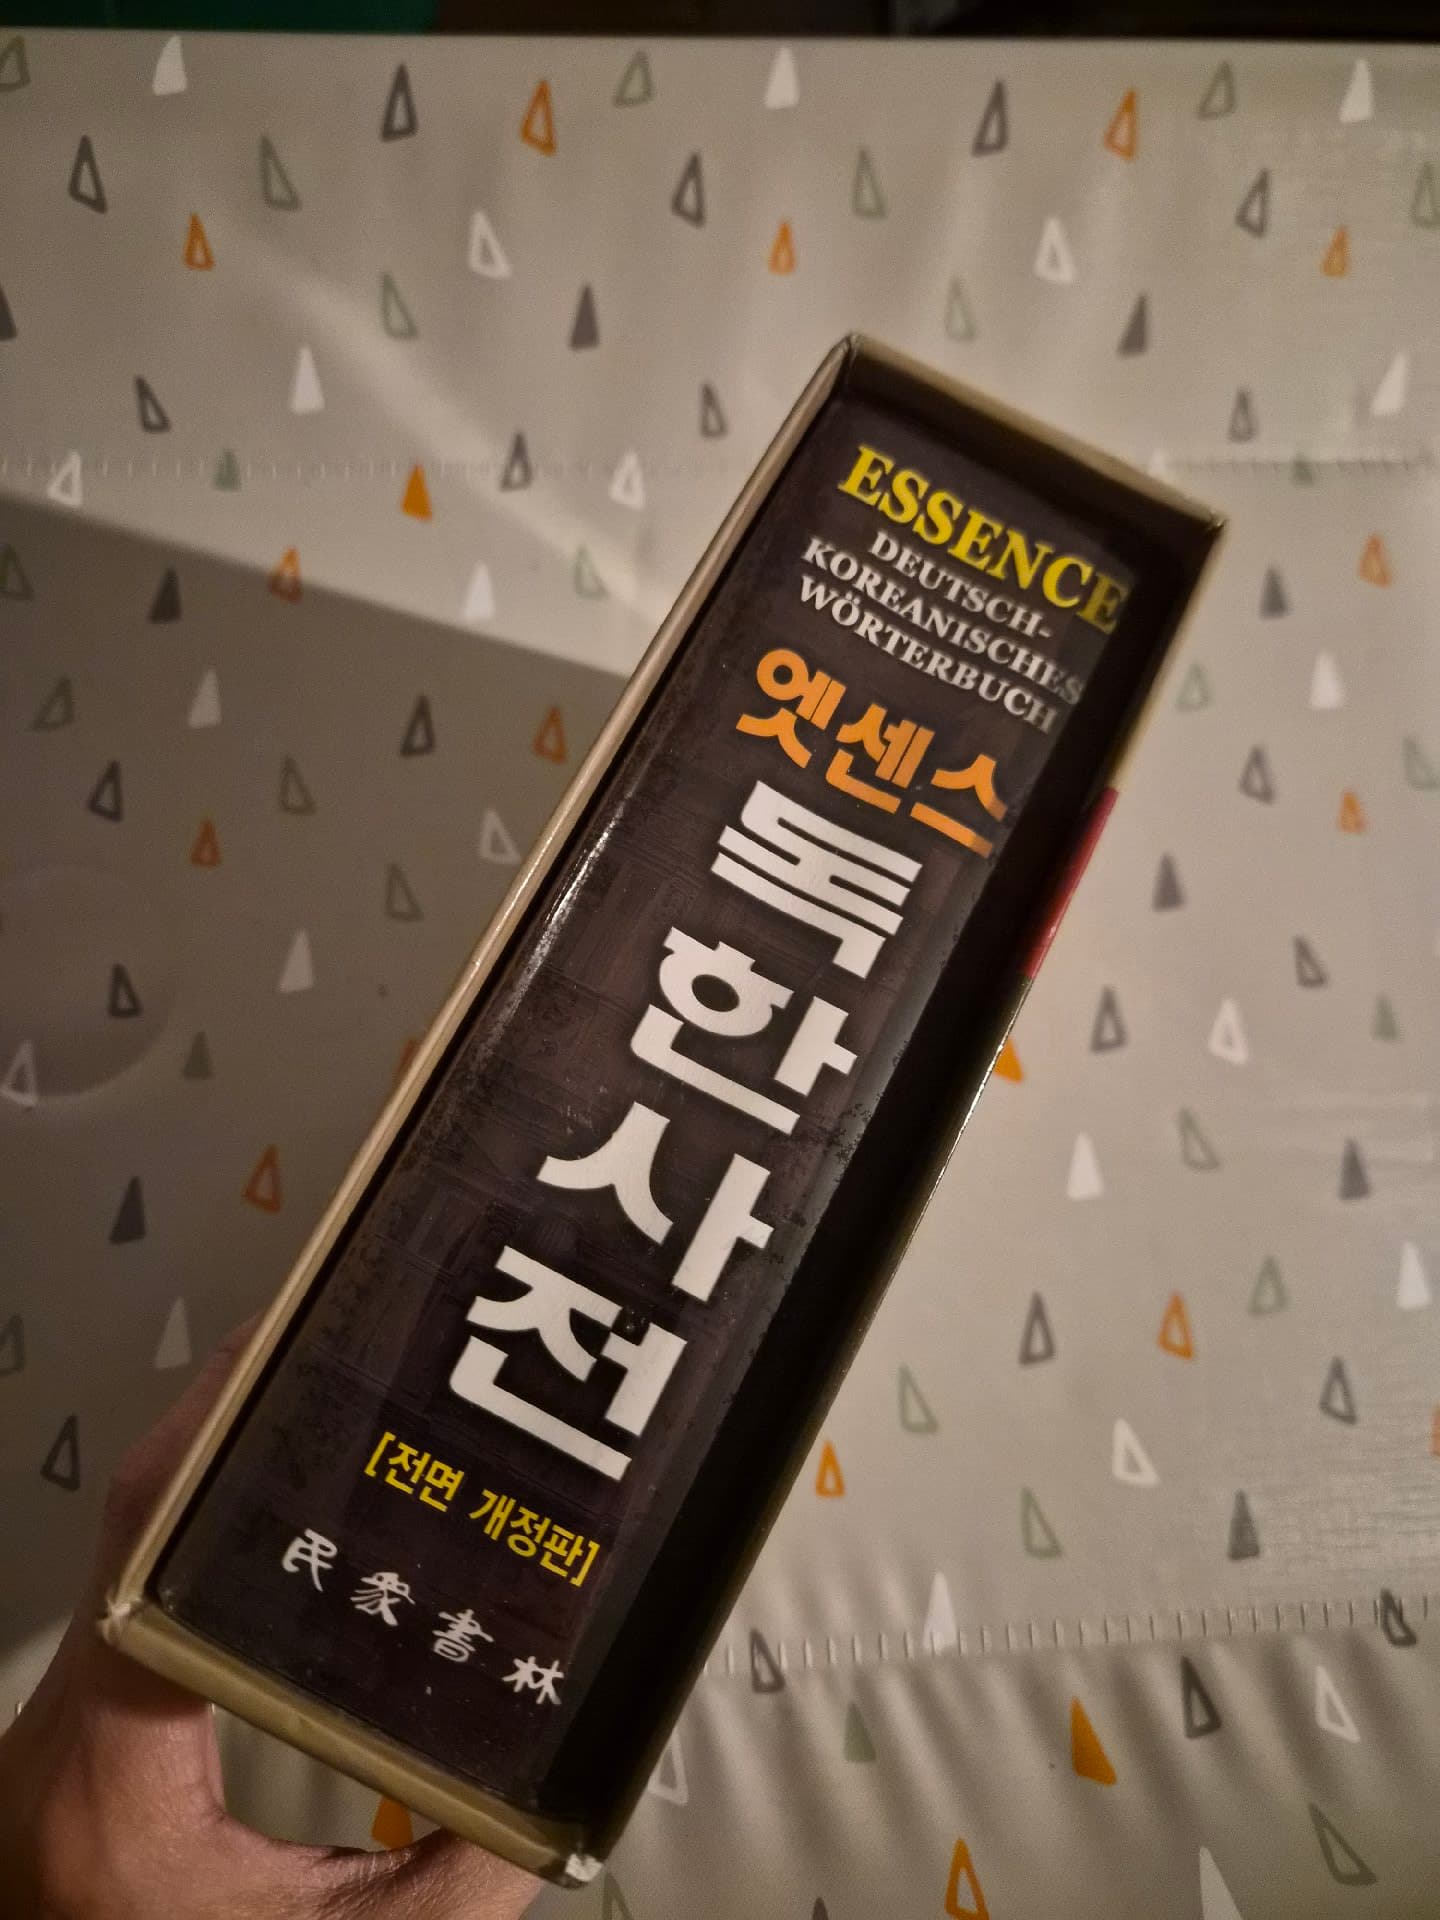 ESSENCE
DEUTSCH-
KOREANISCHES
WÖRTERBUCH
엣센스
독
한
사
전
[전면 개정판]
民衆書林